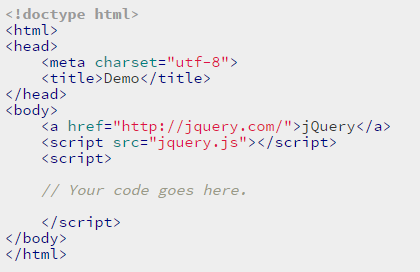 <!doctype html>
<html>
<head>
    <meta charset="utf-8">
    <title>Demo</title>
</head>
<body>
    <a href="http://jquery.com/">jQuery</a>
    <script src="jquery.js"></script>
    <script>

    // Your code goes here.

    </script>
</body>
</html>